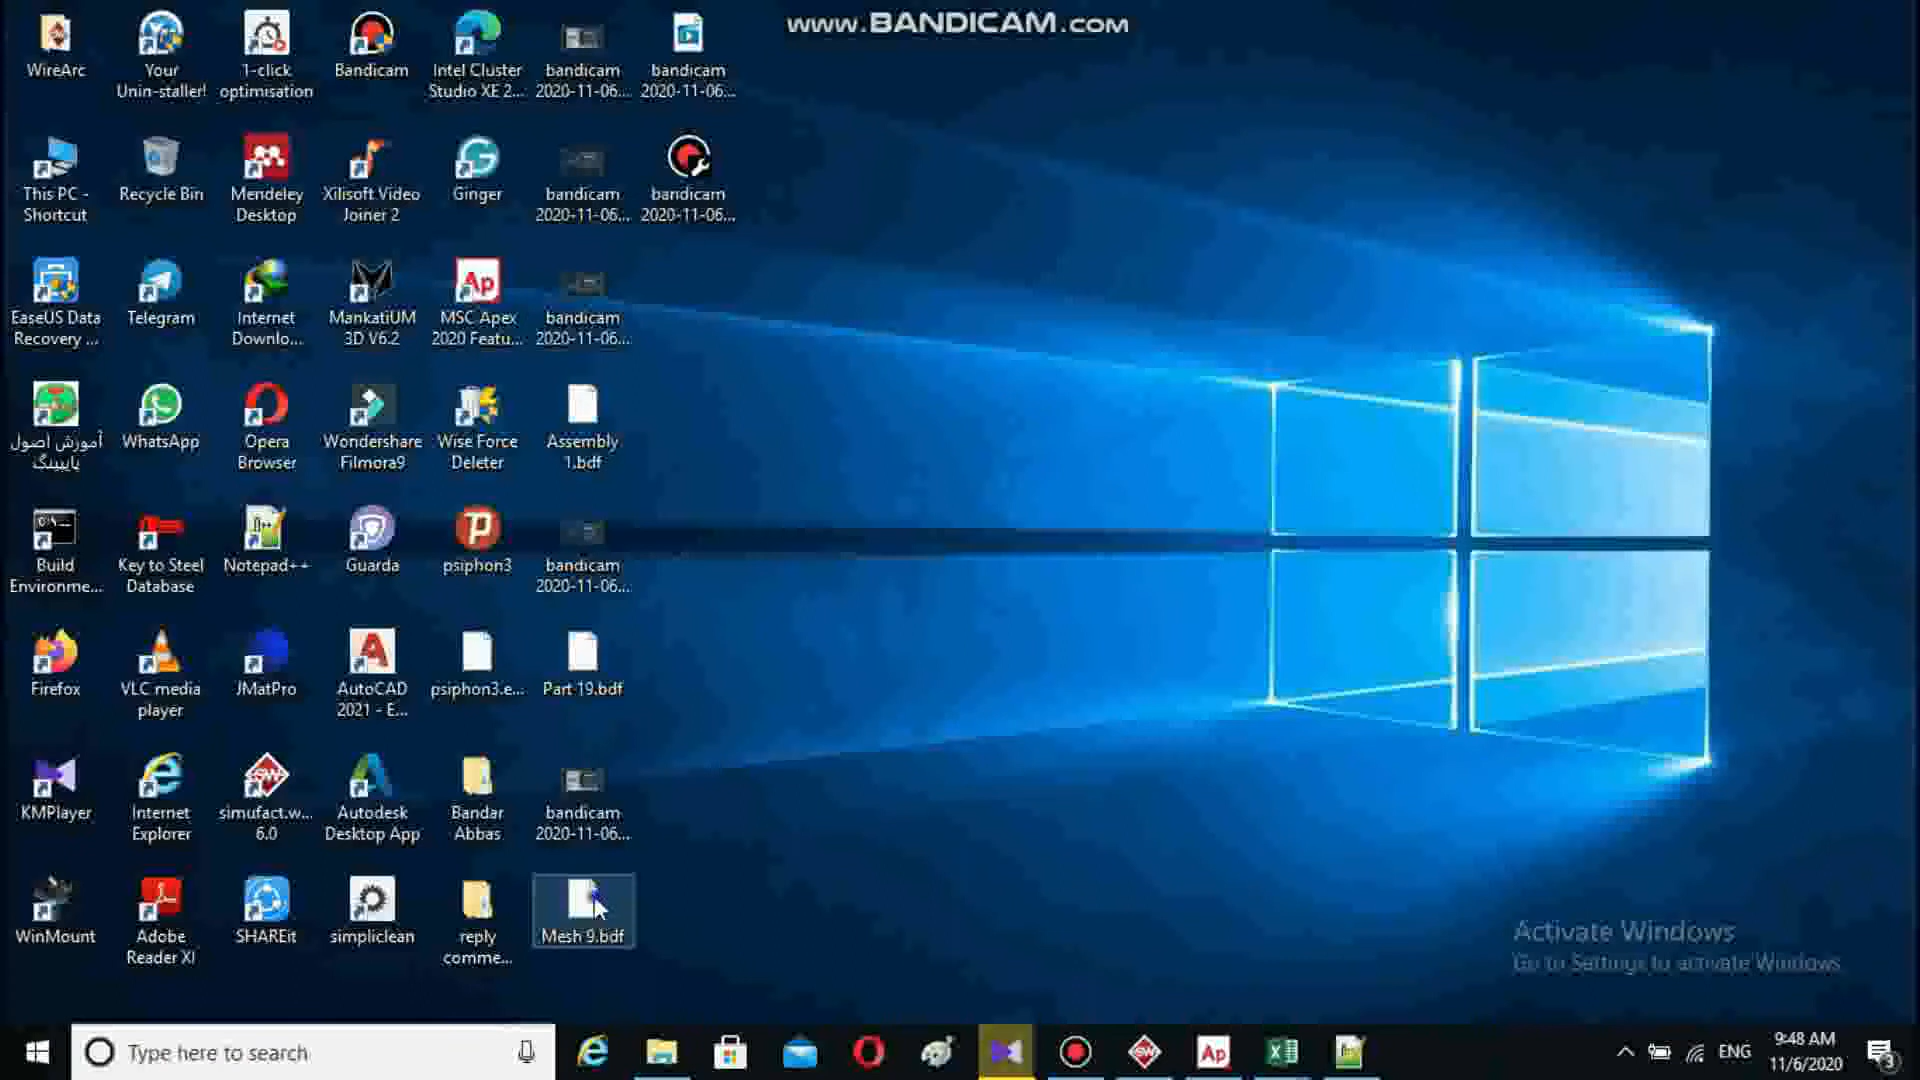 www.BANDICAM.com
WireArc
Your
Unin-staller!
1-click
optimisation
Bandicam
Intel Cluster
Studio XE 2...
bandicam
2020-11-06...
bandicam
2020-11-06...
This PC -
Shortcut
Recycle Bin
Mendeley
Desktop
Xilisoft Video
Joiner 2
Ginger
bandicam
2020-11-06...
bandicam
2020-11-06...
EaseUS Data
Recovery ...
Telegram
Internet
Downlo...
MankatiUM
3D V6.2
Ap
MSC Apex
2020 Featu...
bandicam
2020-11-06...
آموزش اصول
پایپینگ
WhatsApp
Opera
Browser
Wondershare
Filmora9
Wise Force
Deleter
Assembly
1.bdf
Build
Environme...
Key to Steel
Database
Notepad++
Guarda
psiphon3
bandicam
2020-11-06...
Firefox
VLC media
player
JMatPro
AutoCAD
2021 - E...
psiphon3.e...
Part 19.bdf
KMPlayer
Internet
Explorer
simufact.w...
6.0
Autodesk
Desktop App
Bandar
Abbas
bandicam
2020-11-06...
WinMount
Adobe
Reader XI
SHAREit
simpliclean
reply
comme...
Mesh 9.bdf
Activate Windows
Go to Settings to activate Windows.
Type here to search
Ap
ENG
9:48 AM
11/6/2020
3